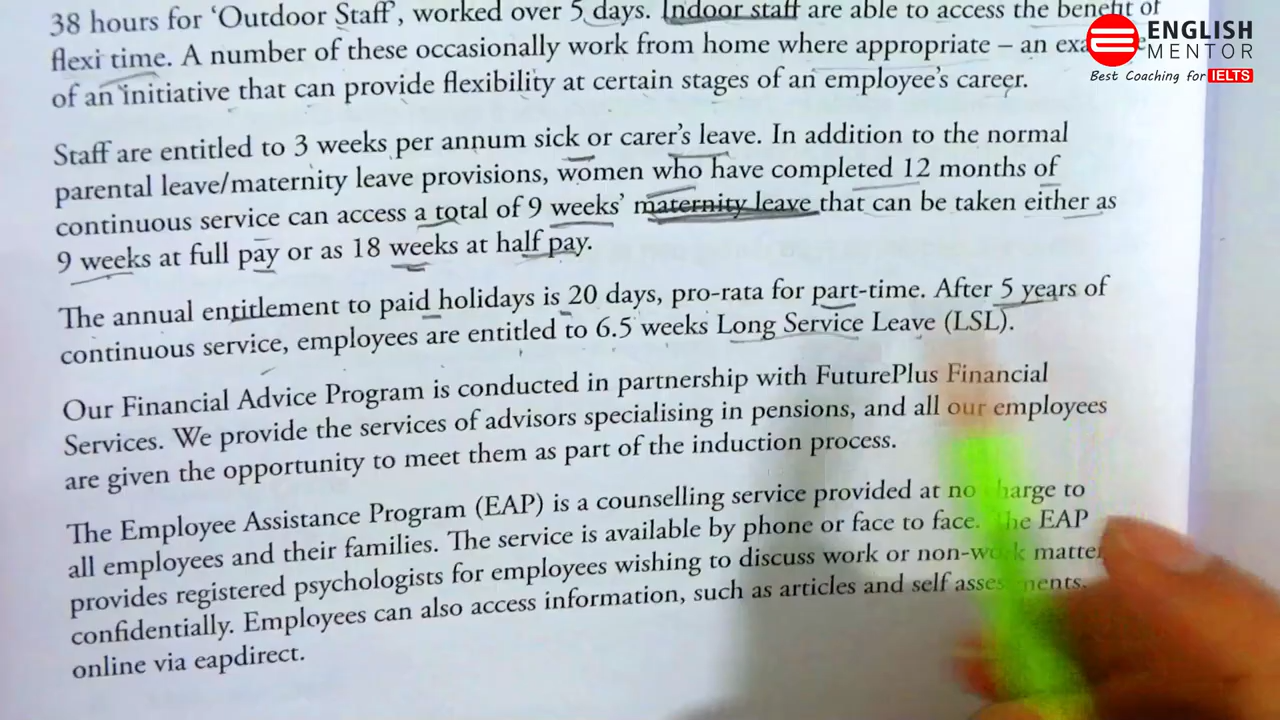 38 hours for ‘Outdoor Staff’, worked over 5 days. Indoor staff are able to access the benefit of
flexi time. A number of these occasionally work from home where appropriate – an
of an initiative that can provide flexibility at certain stages of an employee’s career.
Staff are entitled to 3 weeks per annum sick or carer’s leave. In addition to the normal
parental leave/maternity leave provisions, women who have completed 12 months of
continuous service can access a total of 9 weeks’ maternity leave that can be taken either as
9 weeks at full pay or as 18 weeks at half pay.
The annual entitlement to paid holidays is 20 days, pro-rata for part-time. After 5 years of
continuous service, employees are entitled to 6.5 weeks Long Service Leave (LSL).
Our Financial Advice Program is conducted in partnership with FuturePlus Financial
Services. We provide the services of advisors specialising in pensions, and all our employees
are given the opportunity to meet them as part of the induction process.
The Employee Assistance Program (EAP) is a counselling service provided at no charge to
all employees and their families. The service is available by phone or face to face. The EAP
provides registered psychologists for employees wishing to discuss work or non-work
confidentially. Employees can also access information, such as articles and self assessments.
online via eapdirect.
ENGLISH
MENTOR
Best Coaching for IELTS